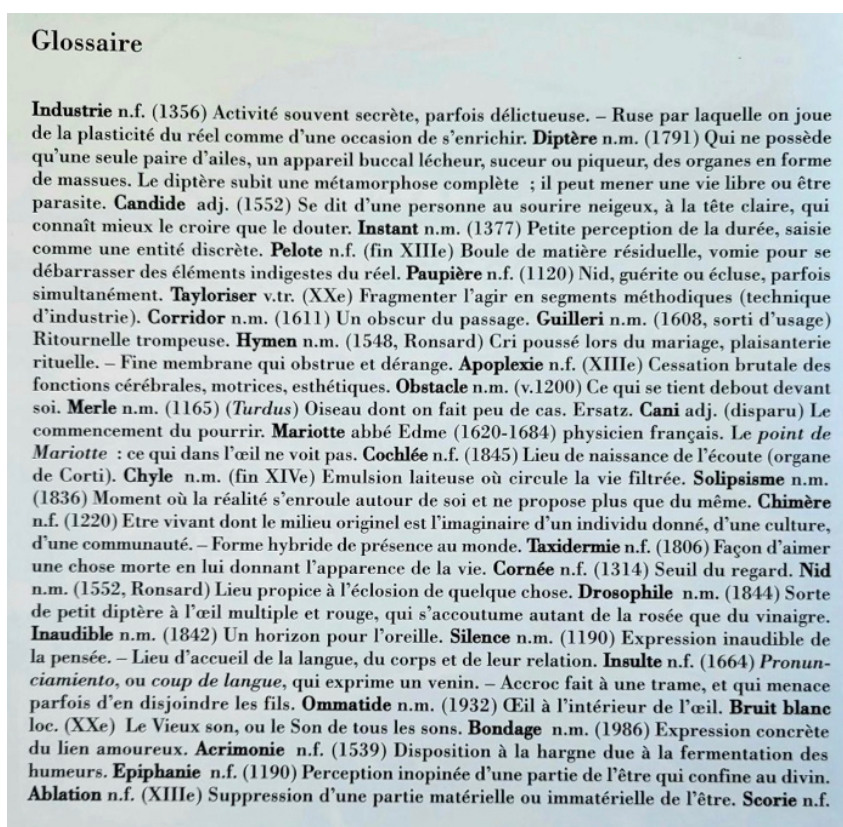 Glossaire
Industrie n.f. (1356) Activité souvent secrète, parfois délictueuse. – Ruse par laquelle on joue
de la plasticité du réel comme d'une occasion de s'enrichir. Diptère n.m. (1791) Qui ne possède
qu'une seule paire d'ailes, un appareil buccal lécheur, suceur ou piqueur, des organes en forme
de massues. Le diptère subit une métamorphose complète ; il peut mener une vie libre ou être
parasite. Candide adj. (1552) Se dit d'une personne au sourire neigeux, à la tête claire, qui
connaît mieux le croire que le douter. Instant n.m. (1377) Petite perception de la durée, saisie
comme une entité discrète. Pelote n.f. (fin XIIIe) Boule de matière résiduelle, vomie pour se
débarrasser des éléments indigestes du réel. Paupière n.f. (1120) Nid, guérite ou écluse, parfois
simultanément. Tayloriser v.tr. (XXe) Fragmenter l'agir en segments méthodiques (technique
d'industrie). Corridor n.m. (1611) Un obscur du passage. Guilleri n.m. (1608, sorti d'usage)
Ritournelle trompeuse. Hymen n.m. (1548, Ronsard) Cri poussé lors du mariage, plaisanterie
rituelle. – Fine membrane qui obstrue et dérange. Apoplexie n.f. (XIIIe) Cessation brutale des
fonctions cérébrales, motrices, esthétiques. Obstacle n.m. (v.1200) Ce qui se tient debout devant
soi. Merle n.m. (1165) (Turdus) Oiseau dont on fait peu de cas. Ersatz. Cani adj. (disparu) Le
commencement du pourrir. Mariotte abbé Edme (1620-1684) physicien français. Le point de
Mariotte : ce qui dans l'œil ne voit pas. Cochlée n.f. (1845) Lieu de naissance de l'écoute (organe
de Corti). Chyle n.m. (fin XIVe) Emulsion laiteuse où circule la vie filtrée. Solipsisme n.m.
(1836) Moment où la réalité s'enroule autour de soi et ne propose plus que du même. Chimère
n.f. (1220) Etre vivant dont le milieu originel est l'imaginaire d'un individu donné, d'une culture,
d'une communauté. – Forme hybride de présence au monde. Taxidermie n.f. (1806) Façon d'aimer
une chose morte en lui donnant l'apparence de la vie. Cornée n.f. (1314) Seuil du regard. Nid
n.m. (1552, Ronsard) Lieu propice à l'éclosion de quelque chose. Drosophile n.m. (1844) Sorte
de petit diptère à l'œil multiple et rouge, qui s'accoutume autant de la rosée que du vinaigre.
Inaudible n.m. (1842) Un horizon pour l'oreille. Silence n.m. (1190) Expression inaudible de
la pensée. – Lieu d'accueil de la langue, du corps et de leur relation. Insulte n.f. (1664) Pronun-
ciamiento, ou coup de langue, qui exprime un venin. – Accroc fait à une trame, et qui menace
parfois d'en disjoindre les fils. Ommatide n.m. (1932) Œil à l'intérieur de l'œil. Bruit blanc
loc. (XXe) Le Vieux son, ou le Son de tous les sons. Bondage n.m. (1986) Expression concrète
du lien amoureux. Acrimonie n.f. (1539) Disposition à la hargne due à la fermentation des
humeurs. Epiphanie n.f. (1190) Perception inopinée d'une partie de l'être qui confine au divin.
Ablation n.f. (XIIIe) Suppression d'une partie matérielle ou immatérielle de l'être. Scorie n.f.